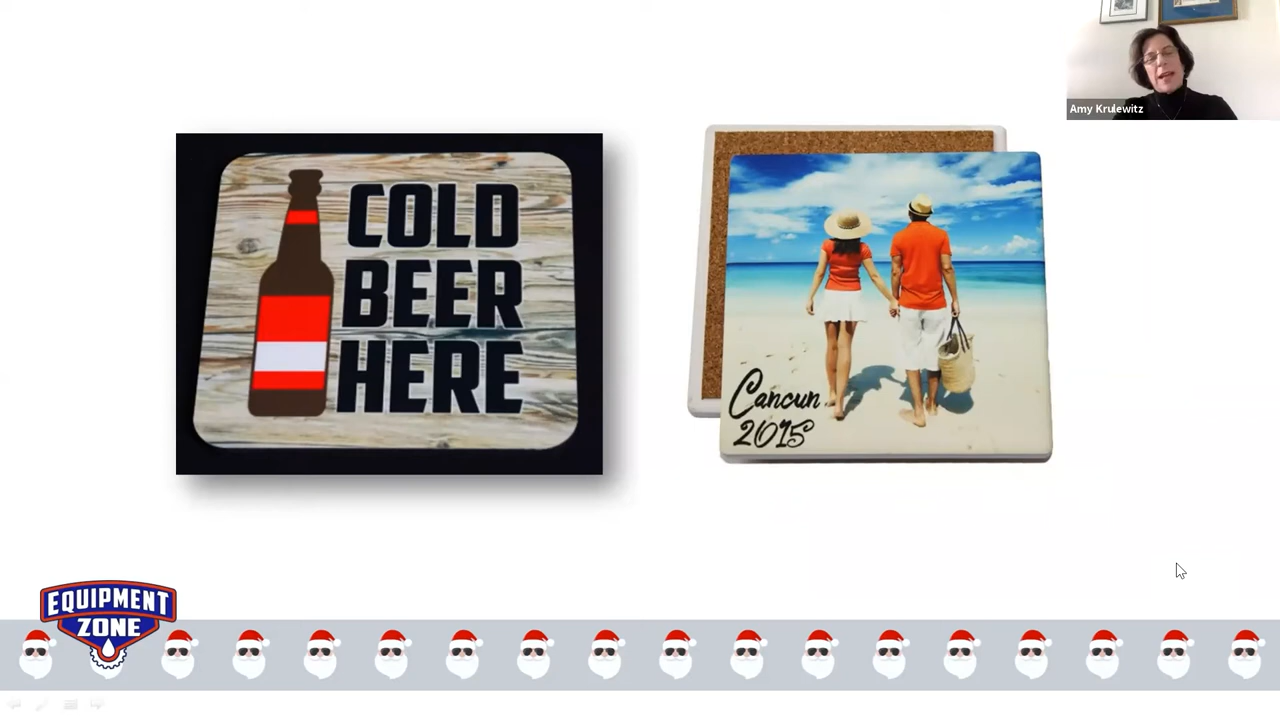 Amy Krulewitz
COLD
BEER
HERE
Cancun
2015
EQUIPMENT
ZONE